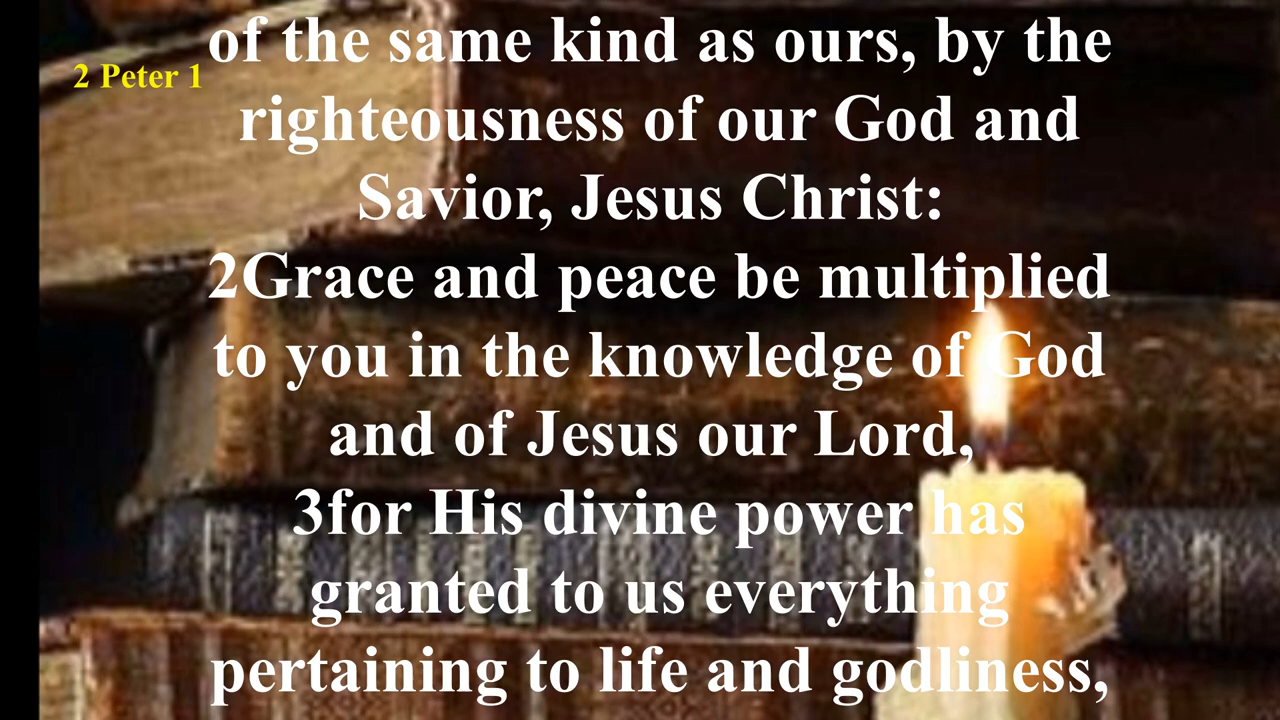 of the same kind as ours, by the
2 Peter 1
righteousness of our God and
Savior, Jesus Christ:
2Grace and peace be multiplied
to you in the knowledge of God
and of Jesus our Lord,
3for His divine power has
granted to us everything
pertaining to life and godliness,